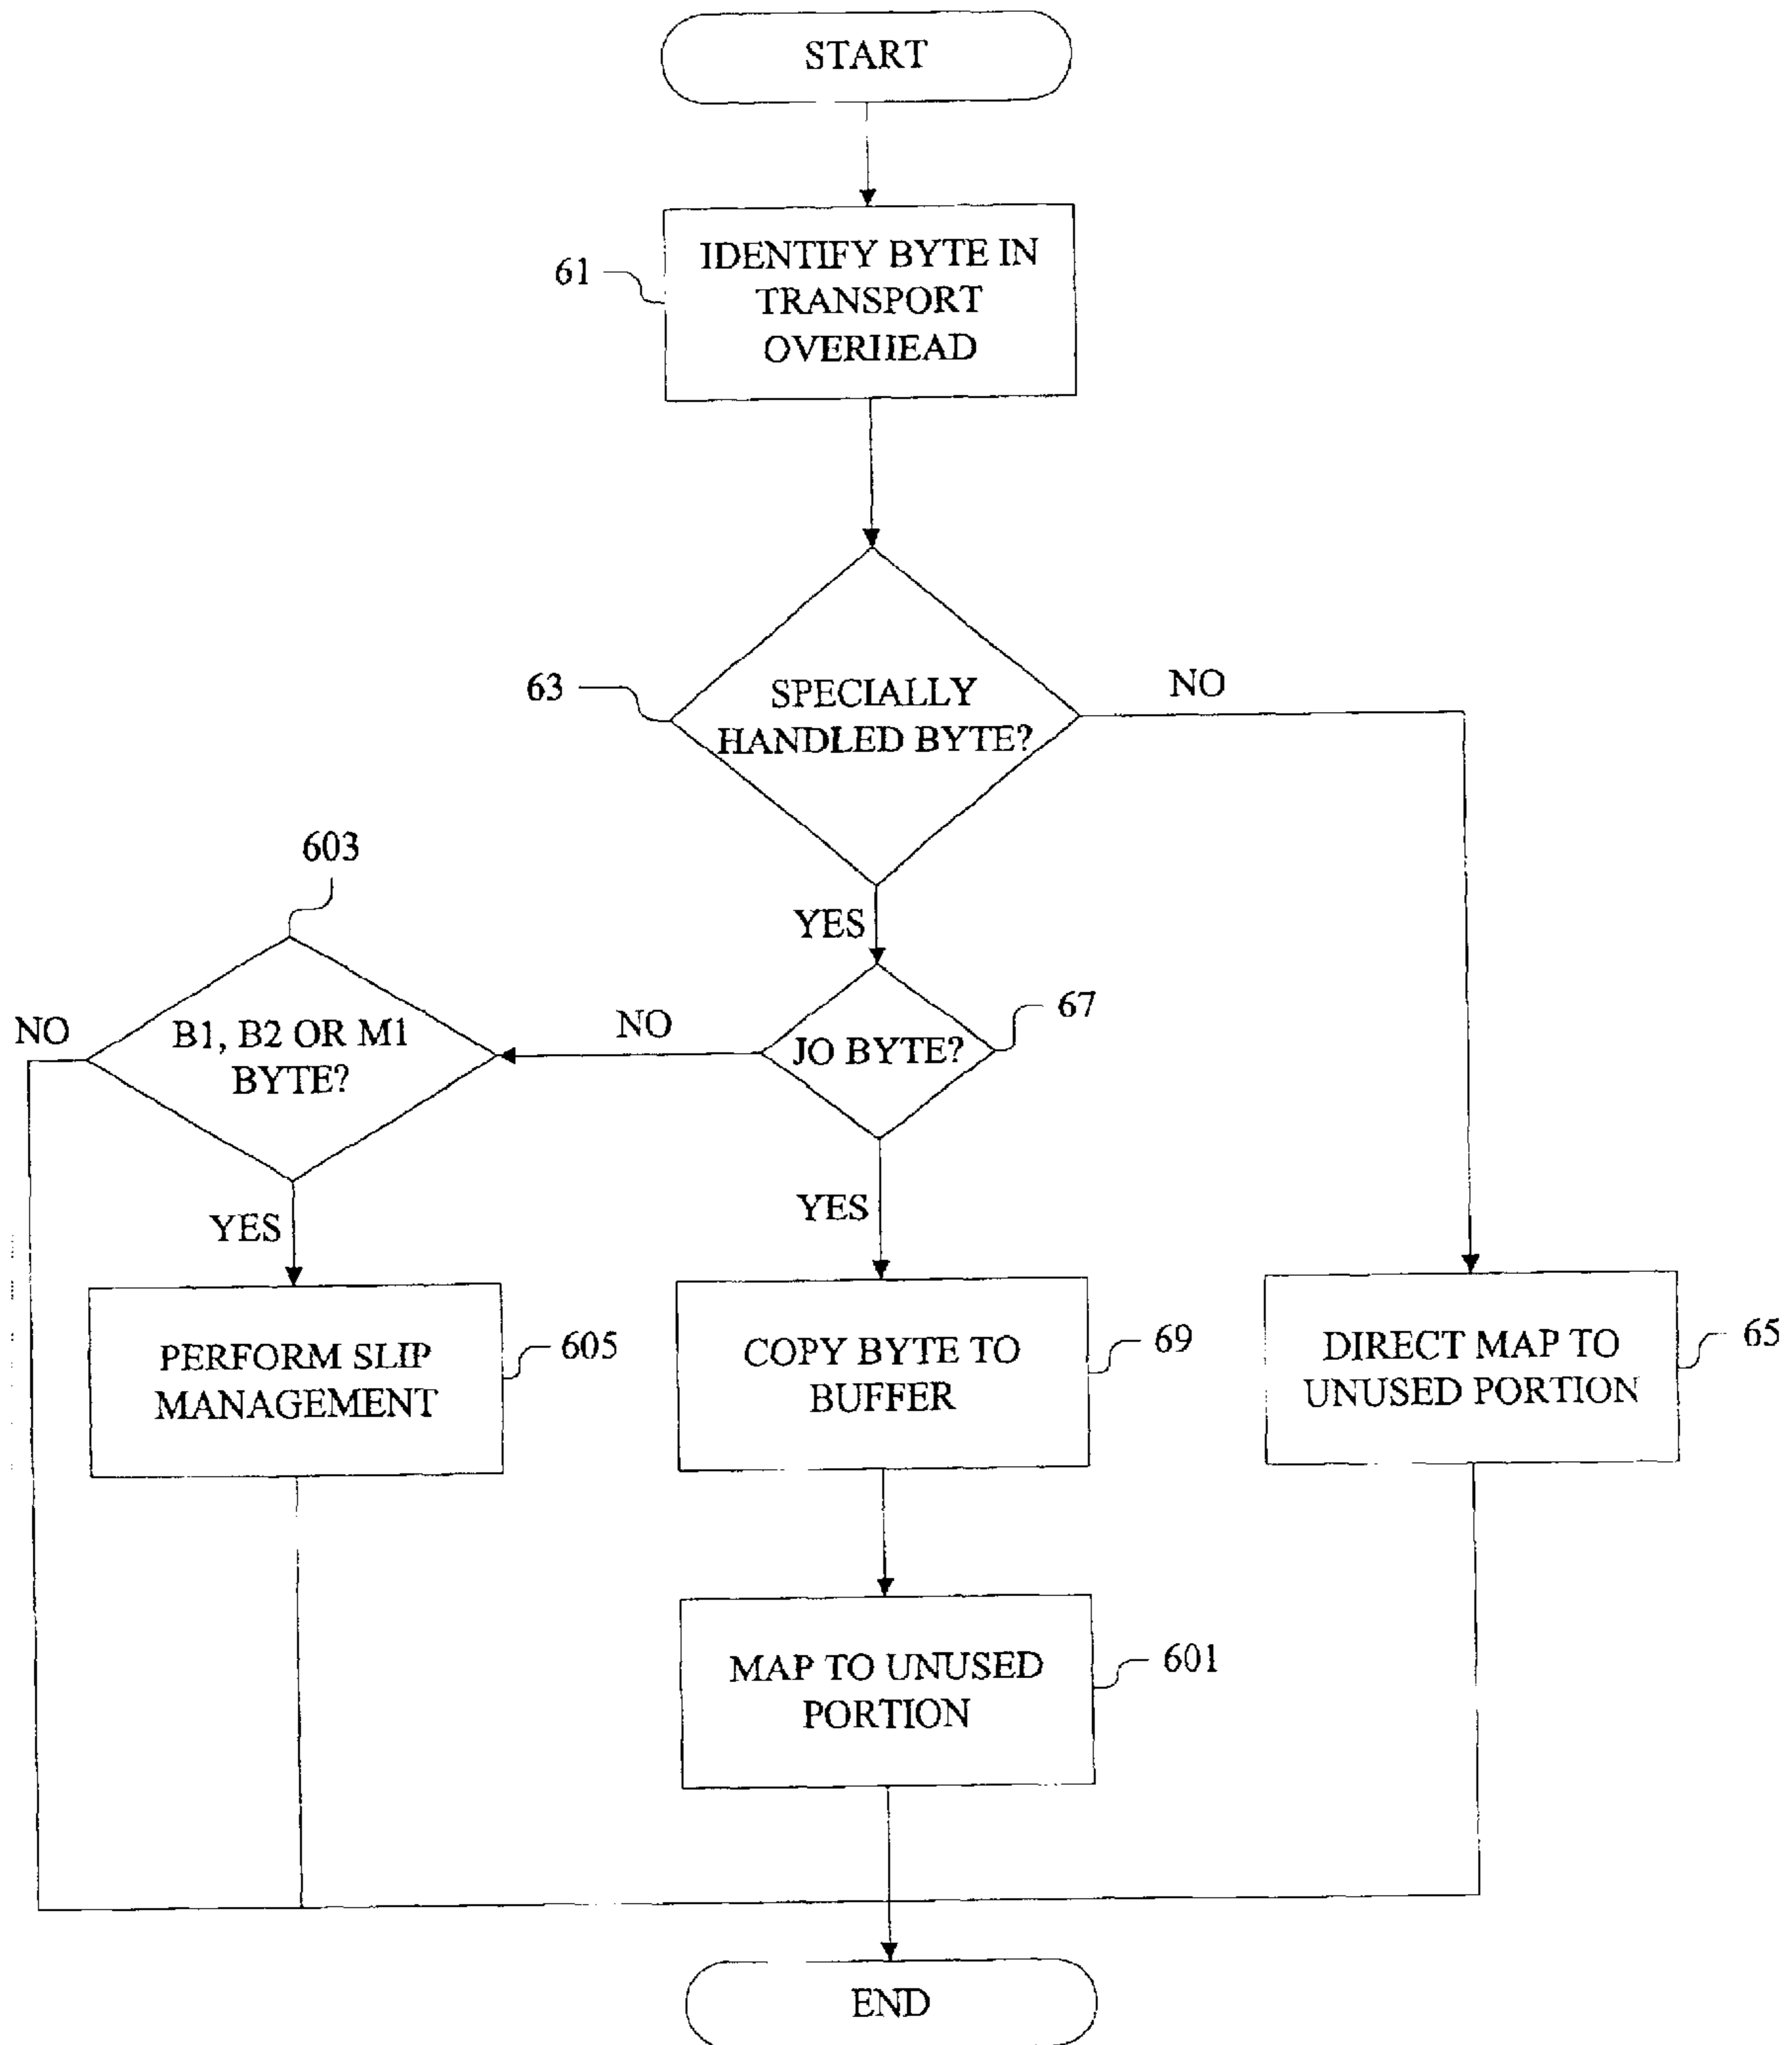 START
61
IDENTIFY BYTE IN
TRANSPORT
OVERHEAD
63
SPECIALLY
HANDLED BYTE?
NO
YES
603
NO
B1, B2 OR M1
BYTE?
NO
JO BYTE?
67
YES
YES
PERFORM SLIP
MANAGEMENT
605
COPY BYTE TO
BUFFER
69
DIRECT MAP TO
UNUSED PORTION
65
MAP TO UNUSED
PORTION
601
END